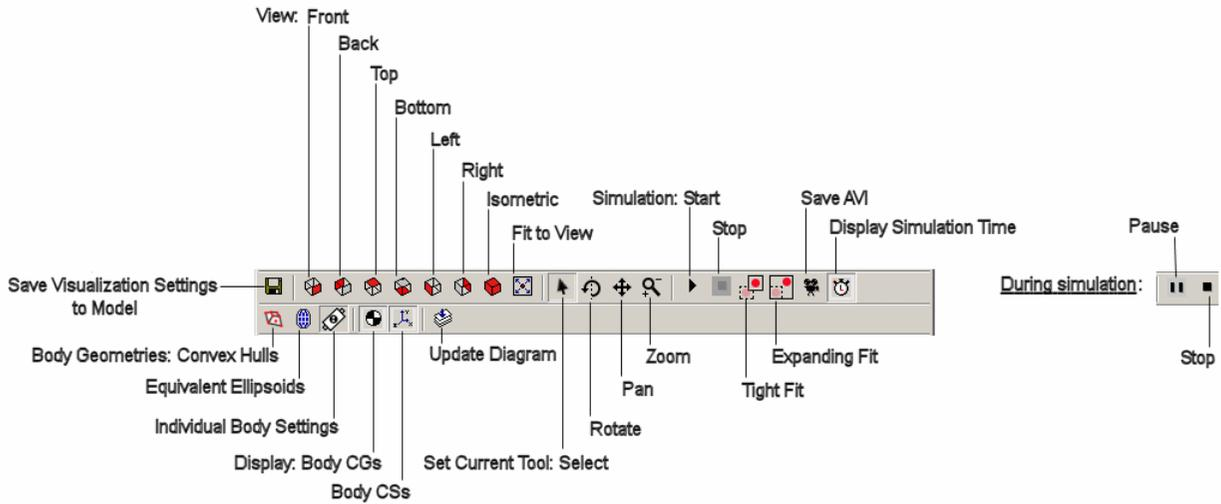 View: Front
Back
Top
Bottom
Left
Right
Isometric
Fit to View
Simulation: Start
Stop
Save AVI
Display Simulation Time
Pause
Save Visualization Settings
to Model
During simulation:
Body Geometries: Convex Hulls
Update Diagram
Zoom
Expanding Fit
Stop
Equivalent Ellipsoids
Pan
Tight Fit
Individual Body Settings
Rotate
Display: Body CGs
Set Current Tool: Select
Body CSs